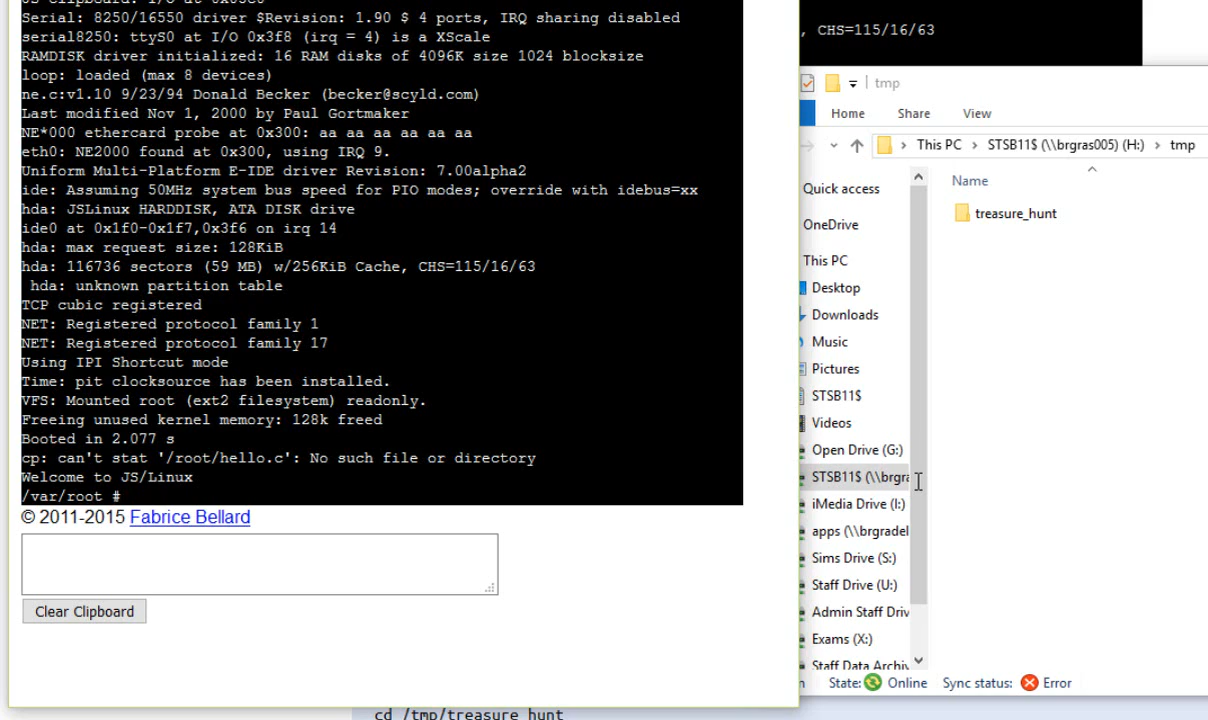 Serial: 8250/16550 driver $Revision: 1.90 $ 4 ports, IRQ sharing disabled
serial8250: ttyS0 at I/O 0x3f8 (irq = 4) is a XScale
RAMDISK driver initialized: 16 RAM disks of 4096K size 1024 blocksize
loop: loaded (max 8 devices)
ne.c:v1.10 9/23/94 Donald Becker (becker@scyld.com)
Last modified Nov 1, 2000 by Paul Gortmaker
NE*000 ethercard probe at 0x300: aa aa aa aa aa aa
eth0: NE2000 found at 0x300, using IRQ 9.
Uniform Multi-Platform E-IDE driver Revision: 7.00alpha2
ide: Assuming 50MHz system bus speed for PIO modes; override with idebus=xx
hda: JSLinux HARDDISK, ATA DISK drive
ide0 at 0x1f0-0x1f7,0x3f6 on irq 14
hda: max request size: 128KiB
hda: 116736 sectors (59 MB) w/256KiB Cache, CHS=115/16/63
hda: unknown partition table
TCP cubic registered
NET: Registered protocol family 1
NET: Registered protocol family 17
Using IPI Shortcut mode
Time: pit clocksource has been installed.
VFS: Mounted root (ext2 filesystem) readonly.
Freeing unused kernel memory: 128k freed
Booted in 2.077 s
cp: can't stat '/root/hello.c': No such file or directory
Welcome to JS/Linux
/var/root #
© 2011-2015 Fabrice Bellard
Clear Clipboard
, CHS=115/16/63
tmp
Home Share View
This PC > STSB11$ (\\brgras005) (H:) > tmp
Quick access
OneDrive
This PC
Desktop
Downloads
Music
Pictures
STSB11$
Videos
Open Drive (G:)
STSB11$ (\\brgra
iMedia Drive (I:)
apps (\\brgradel
Sims Drive (S:)
Staff Drive (U:)
Admin Staff Driv
Exams (X:)
Staff Data Archiv
Name
treasure_hunt
State: Online Sync status: Error
cd /tmp/treasure_hunt